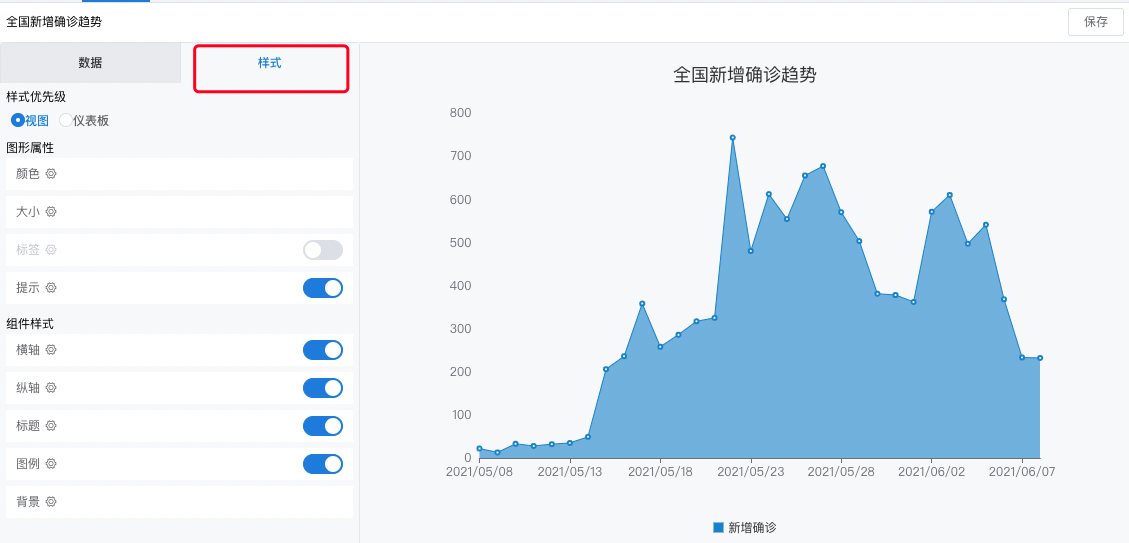 全国新增确诊趋势
保存
数据
样式
样式优先级
视图
仪表板
图形属性
颜色
大小
标签
提示
组件样式
横轴
纵轴
标题
图例
背景
全国新增确诊趋势
800
700
600
500
400
300
200
100
0
2021/05/08 2021/05/13 2021/05/18 2021/05/23 2021/05/28 2021/06/02 2021/06/07
新增确诊